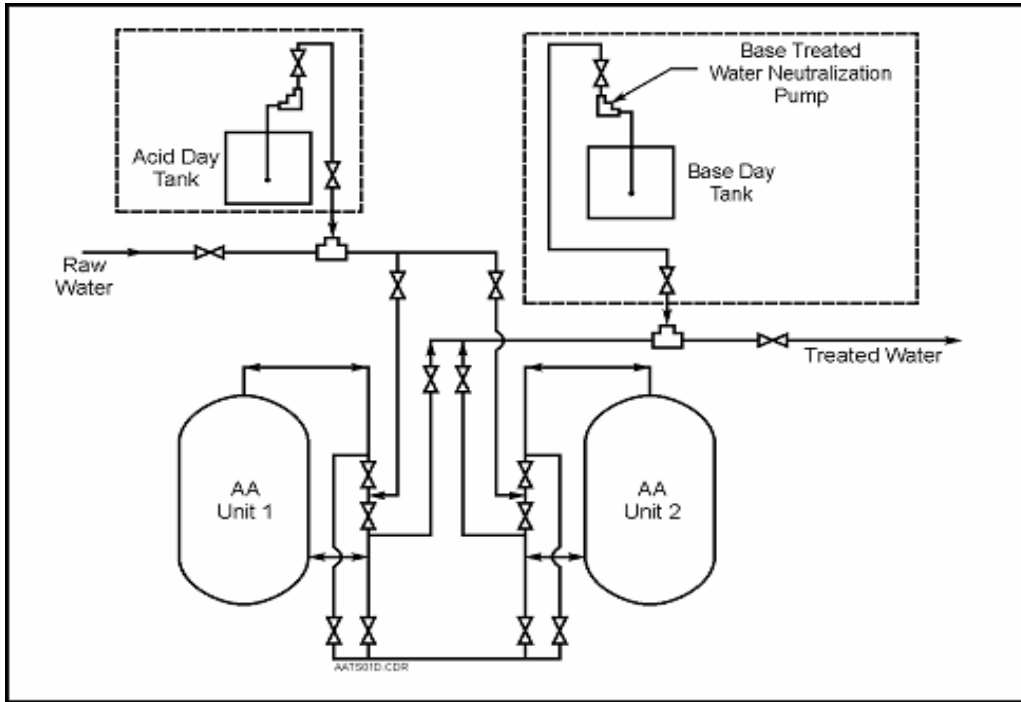 Acid Day
Tank
Base Treated
Water Neutralization
Pump
Base Day
Tank
Raw
Water
Treated Water
AA
Unit 1
AA
Unit 2
AATS01D.CDR